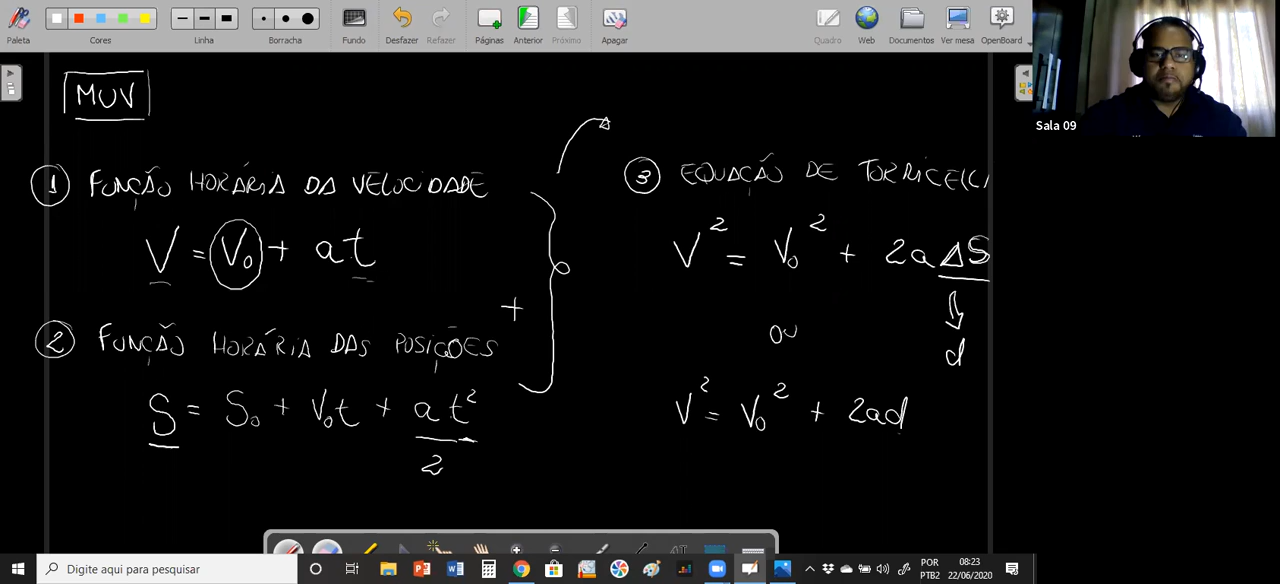 Paleta
Cores
Linha
Borracha
Fundo
Desfazer
Refazer
Páginas
Anterior
Próximo
Apagar
Quadro
Web
Documentos
Ver mesa
OpenBoard
Sala 09
MUV
1 FUNÇÃO HORÁRIA DA VELOCIDADE
V = V₀ + at
+
2 FUNÇÃO HORÁRIA DAS POSIÇÕES
S = S₀ + V₀t + at²/2
3 EQUAÇÃO DE TORRICELLI
V² = V₀² + 2aΔS
⇓
d
ou
V² = V₀² + 2ad
Digite aqui para pesquisar
POR
PTB2
08:23
22/06/2020